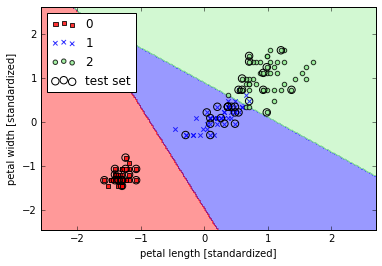 0
1
2
test set
2
1
0
−1
−2
petal width [standardized]
−2 −1 0 1 2
petal length [standardized]